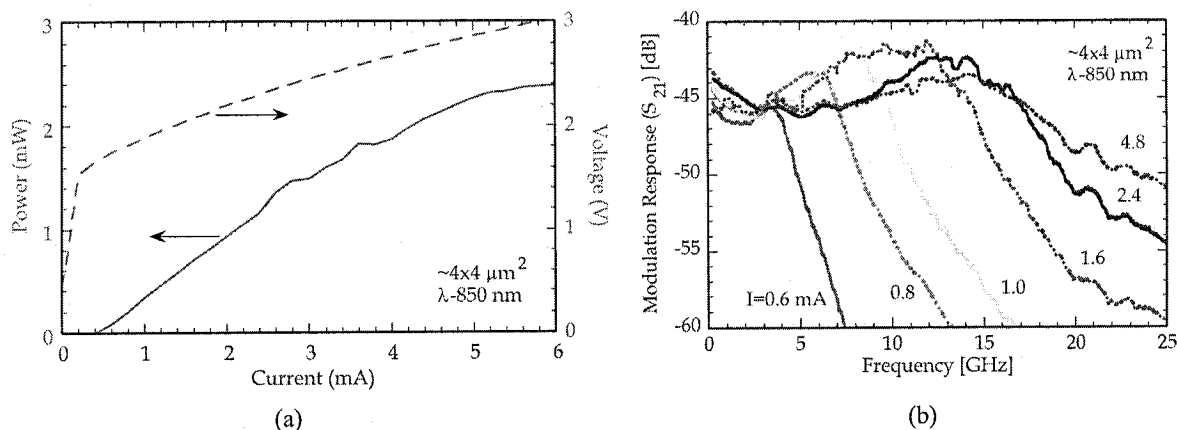 3
2
1
0
Power (mW)
3
2
1
0
Voltage (V)
~4x4 μm²
λ-850 nm
0 1 2 3 4 5 6
Current (mA)
(a)
-40
-45
-50
-55
-60
Modulation Response (S21) [dB]
~4x4 μm²
λ-850 nm
4.8
2.4
1.6
1.0
0.8
I=0.6 mA
0 5 10 15 20 25
Frequency [GHz]
(b)